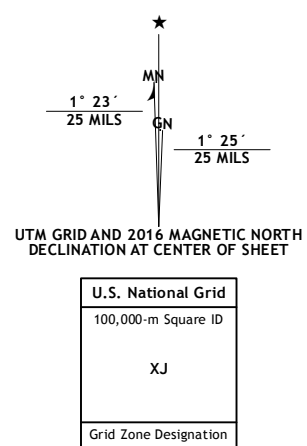 ★
MN
1° 23´
25 MILS
GN
1° 25´
25 MILS
UTM GRID AND 2016 MAGNETIC NORTH
DECLINATION AT CENTER OF SHEET
U.S. National Grid
100,000-m Square ID
XJ
Grid Zone Designation